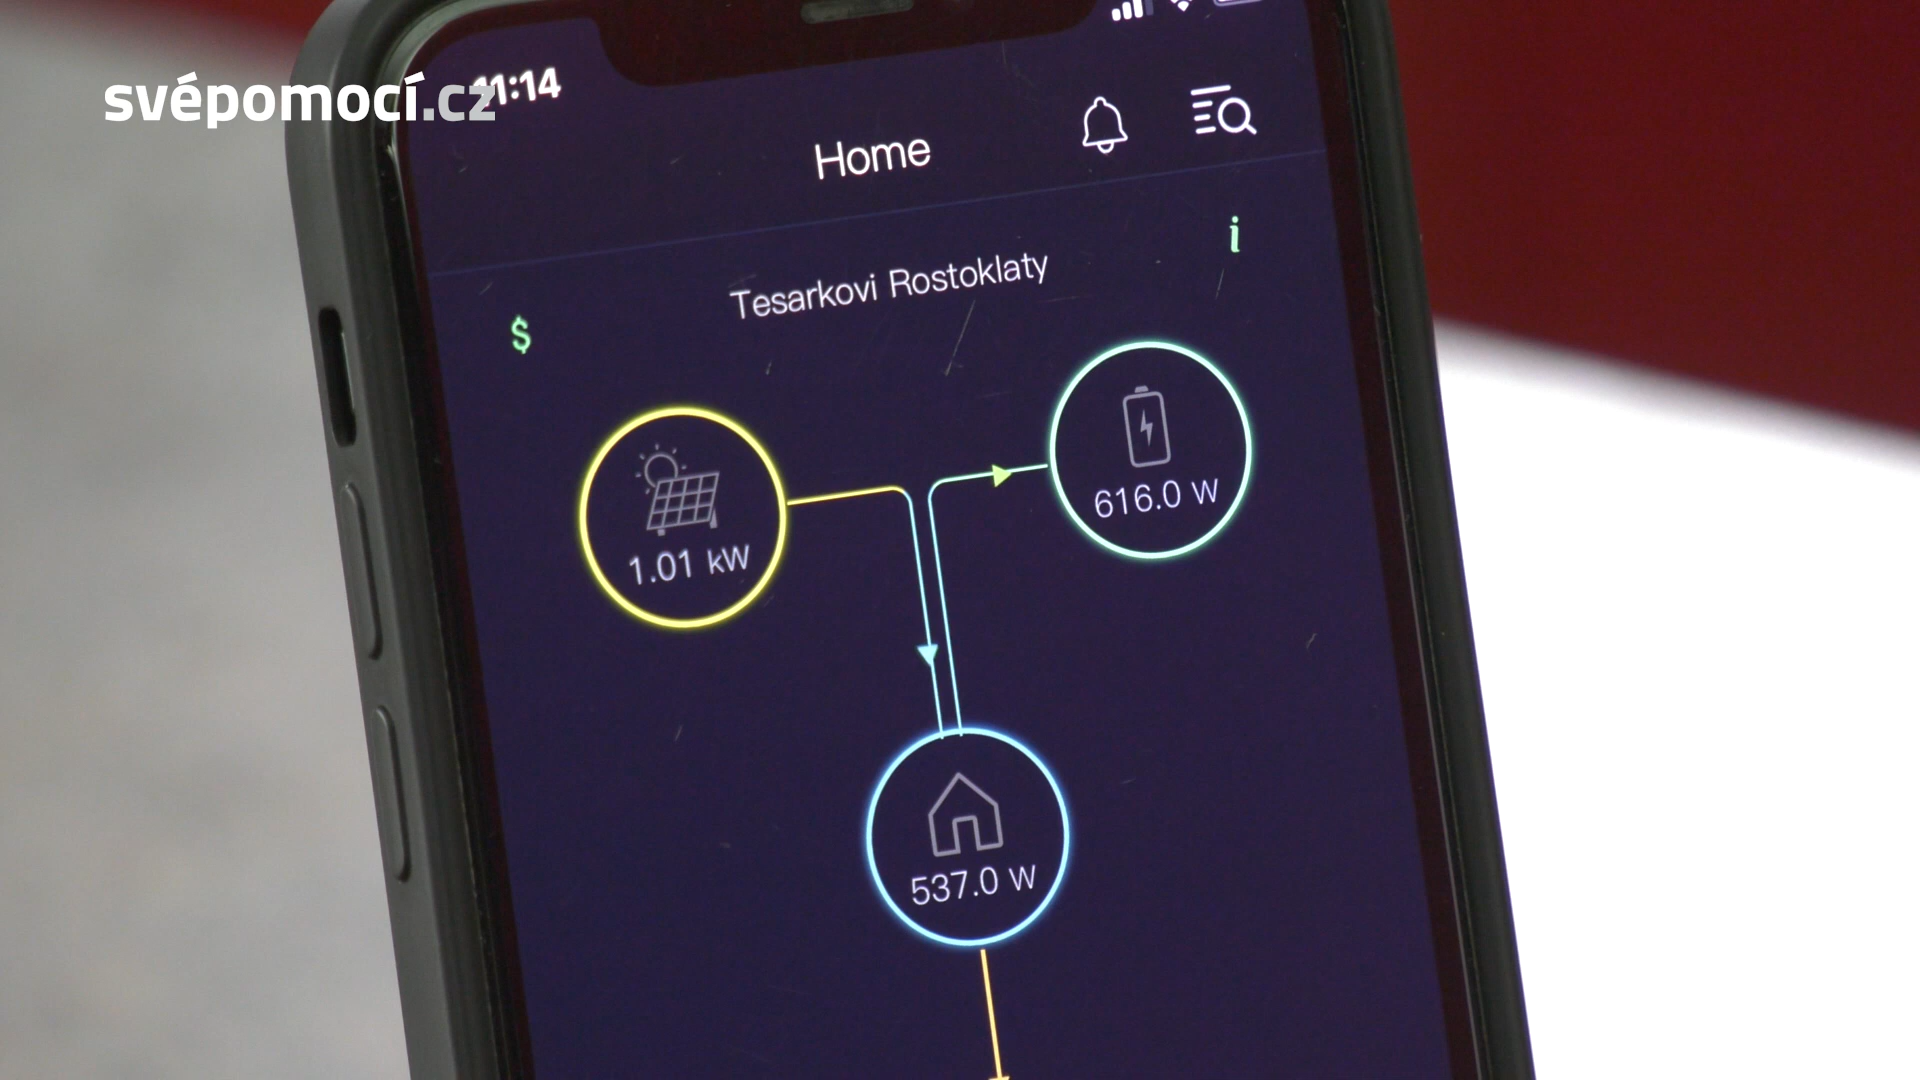 svépomocí.cz
11:14
Home
Tesarkovi Rostoklaty
$
i
1.01 kW
616.0 W
537.0 W